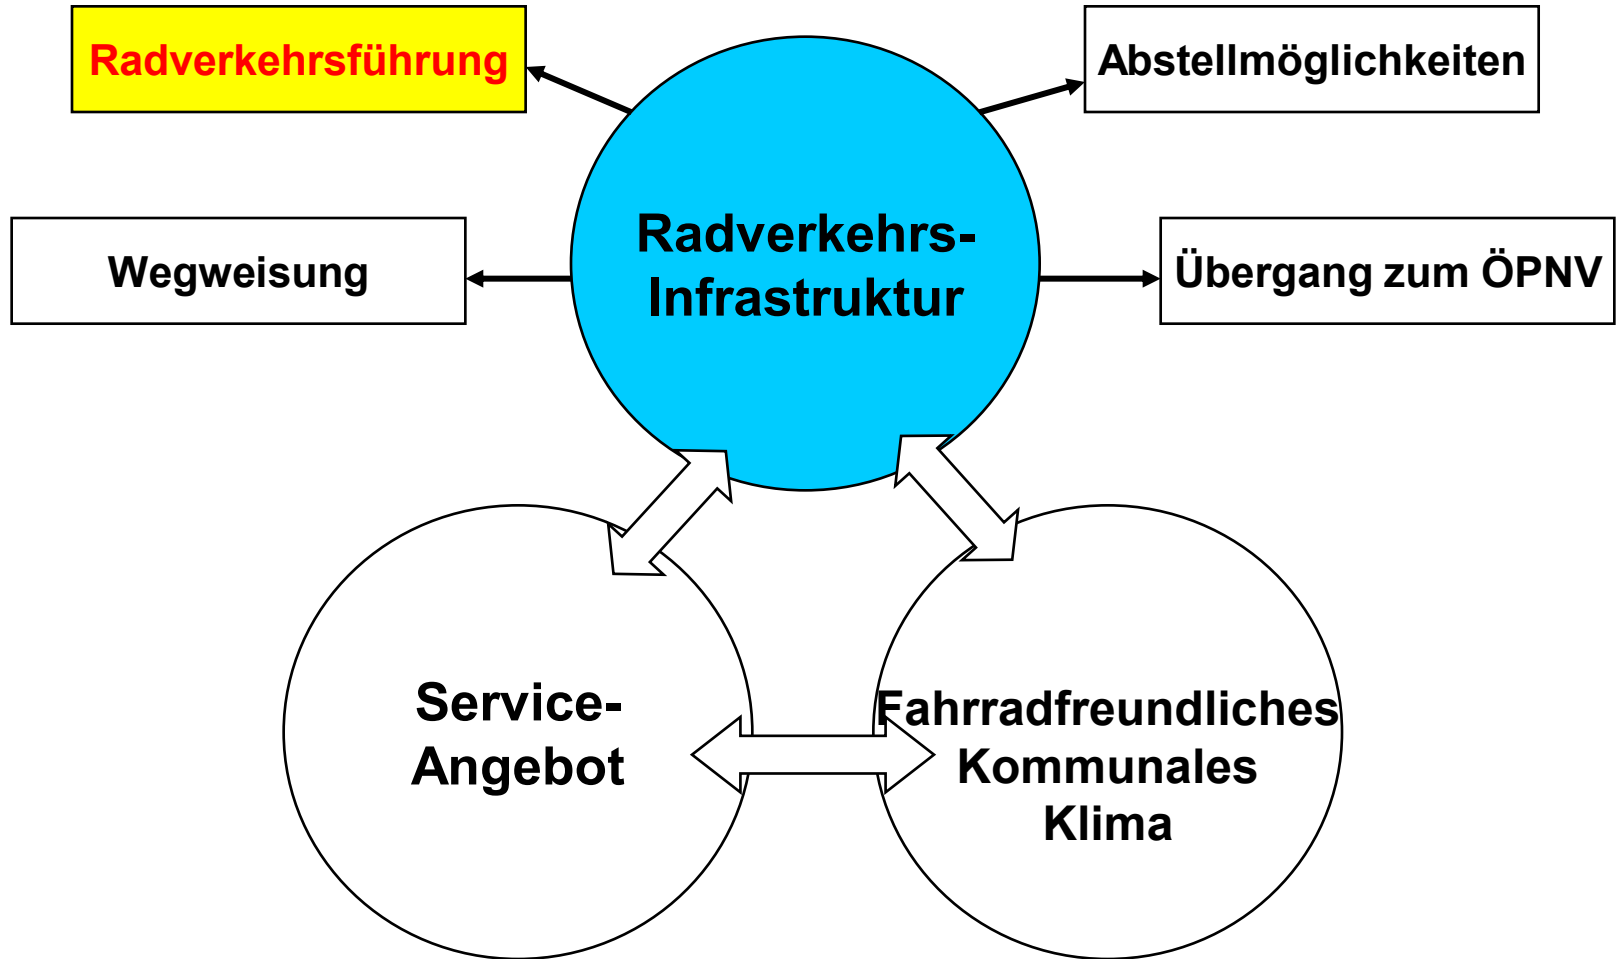 Radverkehrsführung
Abstellmöglichkeiten
Wegweisung
Radverkehrs-
Infrastruktur
Übergang zum ÖPNV
Service-
Angebot
Fahrradfreundliches
Kommunales
Klima